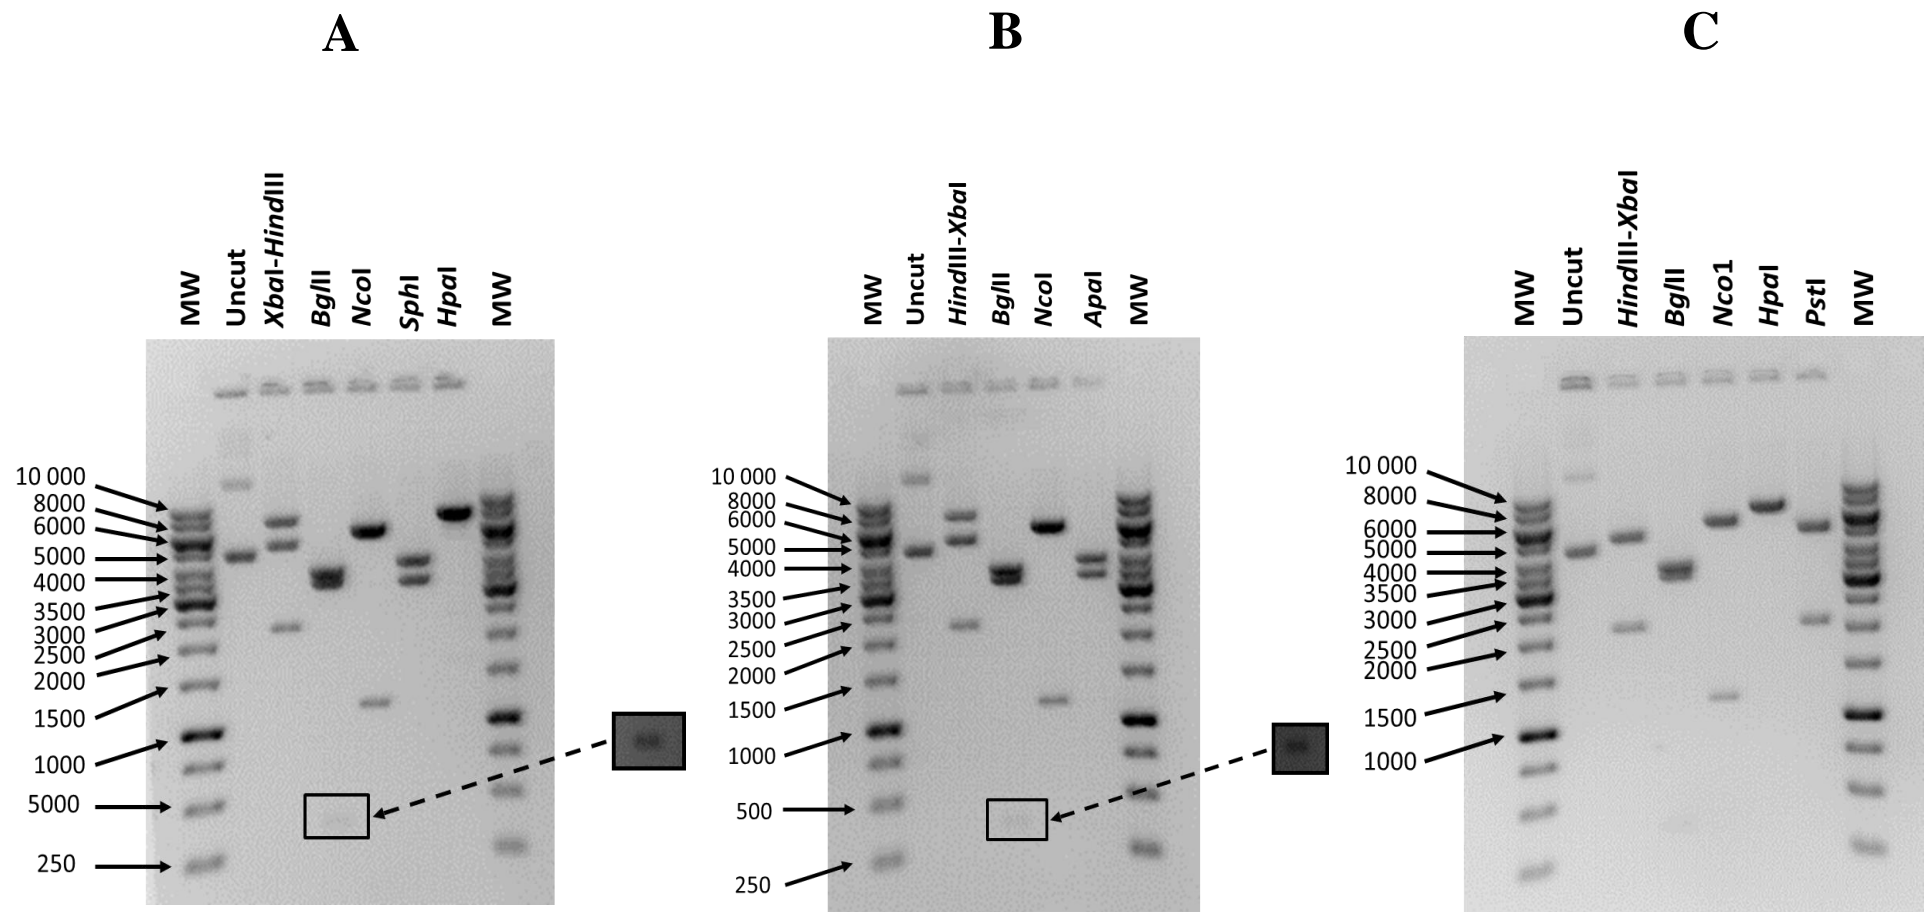 A
B
C
MW
Uncut
XbaI-HindIII
BglII
NcoI
SphI
HpaI
MW
10 000
8000
6000
5000
4000
3500
3000
2500
2000
1500
1000
5000
250
MW
Uncut
HindIII-XbaI
BglII
NcoI
ApaI
MW
10 000
8000
6000
5000
4000
3500
3000
2500
2000
1500
1000
500
250
MW
Uncut
HindIII-XbaI
BglII
Nco1
HpaI
PstI
MW
10 000
8000
6000
5000
4000
3500
3000
2500
2000
1500
1000